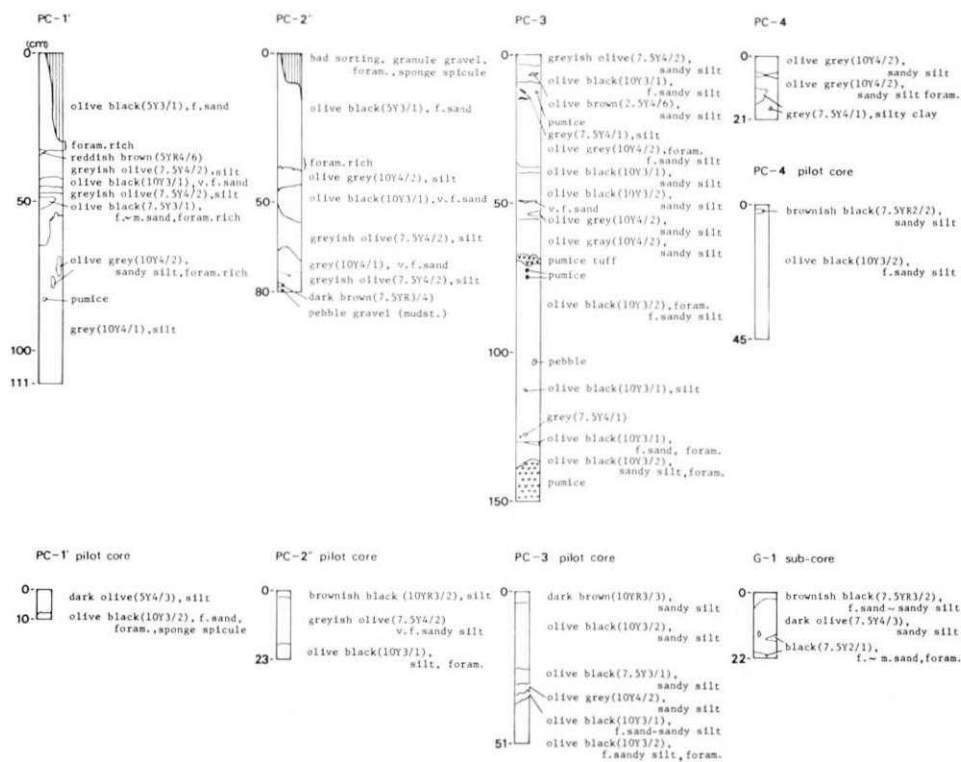 PC-1'
(cm)
0
olive black(5Y3/1), f.sand
foram.rich
reddish brown(5YR4/6)
greyish olive(7.5Y4/2), silt
olive black(10Y3/1), v.f.sand
greyish olive(7.5Y4/2), silt
50
olive black(7.5Y3/1),
f.~m.sand, foram.rich
olive grey(10Y4/2),
sandy silt, foram.rich
pumice
grey(10Y4/1), silt
100
111
PC-2"
0
bad sorting, granule gravel,
foram., sponge spicule
olive black(5Y3/1), f.sand
foram.rich
olive grey(10Y4/2), silt
50
olive black(10Y3/1), v.f.sand
greyish olive(7.5Y4/2), silt
grey(10Y4/1), v.f.sand
greyish olive(7.5Y4/2), silt
80
dark brown(7.5YR3/4)
pebble gravel (mudst.)
PC-3
0
greyish olive(7.5Y4/2),
sandy silt
olive black(10Y3/1),
f.sandy silt
olive brown(2.5Y4/6)
sandy silt
pumice
grey(7.5Y4/1), silt
olive grey(10Y4/2), foram.
f.sandy silt
olive black(10Y3/1),
sandy silt
olive black(10Y3/2)
sandy silt
50
v.f.sand
olive grey(10Y4/2)
sandy silt
olive gray(10Y4/2)
sandy silt
pumice tuff
pumice
olive black(10Y3/2), foram.
f.sandy silt
100
pebble
olive black(10Y3/1), silt
grey(7.5Y4/1)
olive black(10Y3/1),
f.sand, foram.
olive black(10Y3/2),
sandy silt, foram.
pumice
150
PC-4
0
olive grey(10Y4/2),
sandy silt
olive grey(10Y4/2),
sandy silt foram.
21
grey(7.5Y4/1), silty clay
PC-4 pilot core
0
brownish black(7.5YR2/2),
sandy silt
olive black(10Y3/2),
f.sandy silt
45
PC-1' pilot core
0
dark olive(5Y4/3), silt
10
olive black(10Y3/2), f.sand,
foram., sponge spicule
PC-2" pilot core
0
brownish black (10YR3/2), silt
greyish olive(7.5Y4/2)
v.f.sandy silt
23
olive black(10Y3/1),
silt, foram.
PC-3 pilot core
0
dark brown(10YR3/3),
sandy silt
olive black(10Y3/2),
sandy silt
olive black(7.5Y3/1),
sandy silt
olive grey(10Y4/2),
sandy silt
olive black(10Y3/1),
f.sand-sandy silt
51
olive black(10Y3/2),
f.sandy silt, foram.
G-1 sub-core
0
brownish black(7.5YR3/2),
f.sand~sandy silt
dark olive(7.5Y4/3),
sandy silt
22
black(7.5Y2/1),
f.~m.sand, foram.